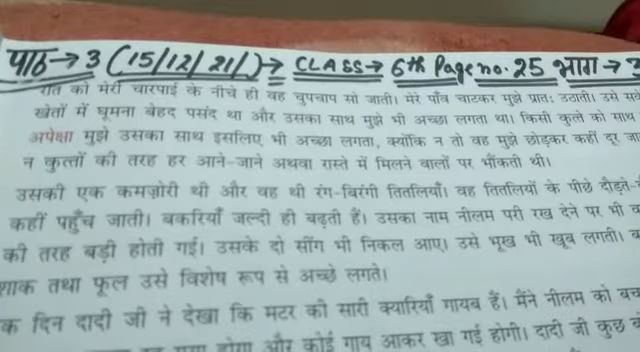 पाठ→ 3 (15/12/21/)→ CLASS→ 6th Page no. 25 भाग→
रात को मेरी चारपाई के नीचे ही वह चुपचाप सो जाती। मेरे पाँव चाटकर मुझे प्रातः उठाती। उसे
खेतों में घूमना बेहद पसंद था और उसका साथ मुझे भी अच्छा लगता था। किसी कुत्ते को साथ
अपेक्षा मुझे उसका साथ इसलिए भी अच्छा लगता, क्योंकि न तो वह मुझे छोड़कर कहीं दूर
न कुत्तों की तरह हर आने-जाने अथवा रास्ते में मिलने वालों पर भौंकती थी।
उसकी एक कमज़ोरी थी और वह थी रंग-बिरंगी तितलियाँ। वह तितलियों के पीछे दौड़ते-
कहीं पहुँच जाती। बकरियाँ जल्दी ही बढ़ती हैं। उसका नाम नीलम परी रख देने पर भी
की तरह बड़ी होती गई। उसके दो सींग भी निकल आए। उसे भूख भी खूब लगती।
शाक तथा फूल उसे विशेष रूप से अच्छे लगते।
क दिन दादी जी ने देखा कि मटर की सारी क्यारियाँ गायब हैं। मैंने नीलम को
गया होगा और कोई गाय आकर खा गई होगी। दादी जी कुछ